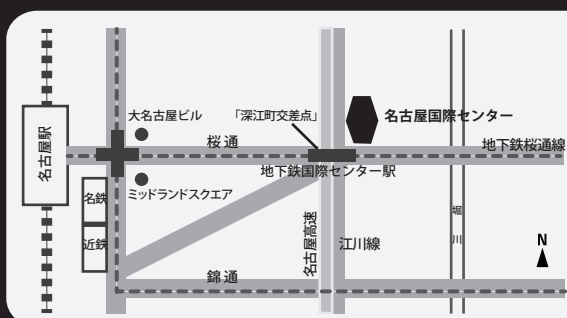 大名古屋ビル
「深江町交差点」
名古屋国際センター
桜通
地下鉄桜通線
名古屋駅
地下鉄国際センター駅
名鉄
ミッドランドスクエア
堀川
近鉄
名古屋高速
江川線
N
錦通